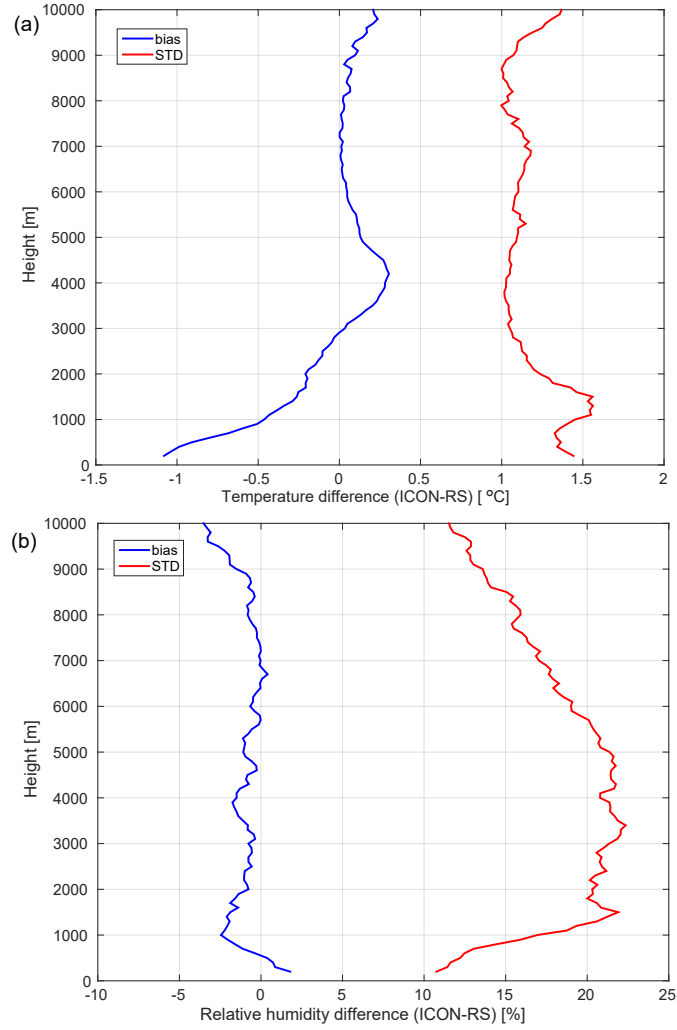 (a)
bias
STD
10000
9000
8000
7000
6000
5000
4000
3000
2000
1000
0
Height [m]
-1.5 -1 -0.5 0 0.5 1 1.5 2
Temperature difference (ICON-RS) [ ºC]
(b)
bias
STD
10000
9000
8000
7000
6000
5000
4000
3000
2000
1000
0
Height [m]
-10 -5 0 5 10 15 20 25
Relative humidity difference (ICON-RS) [%]